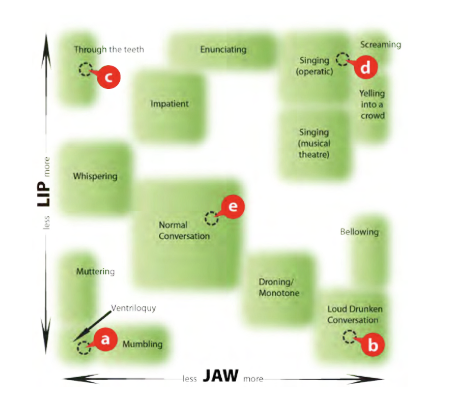 Through the teeth
Enunciating
Screaming
Singing
(operatic)
d
c
Impatient
Yelling
into a
crowd
Singing
(musical
theatre)
Whispering
e
Normal
Conversation
Bellowing
Muttering
Droning/
Monotone
Ventriloquy
Loud Drunken
Conversation
a
Mumbling
b
less LIP more
less JAW more